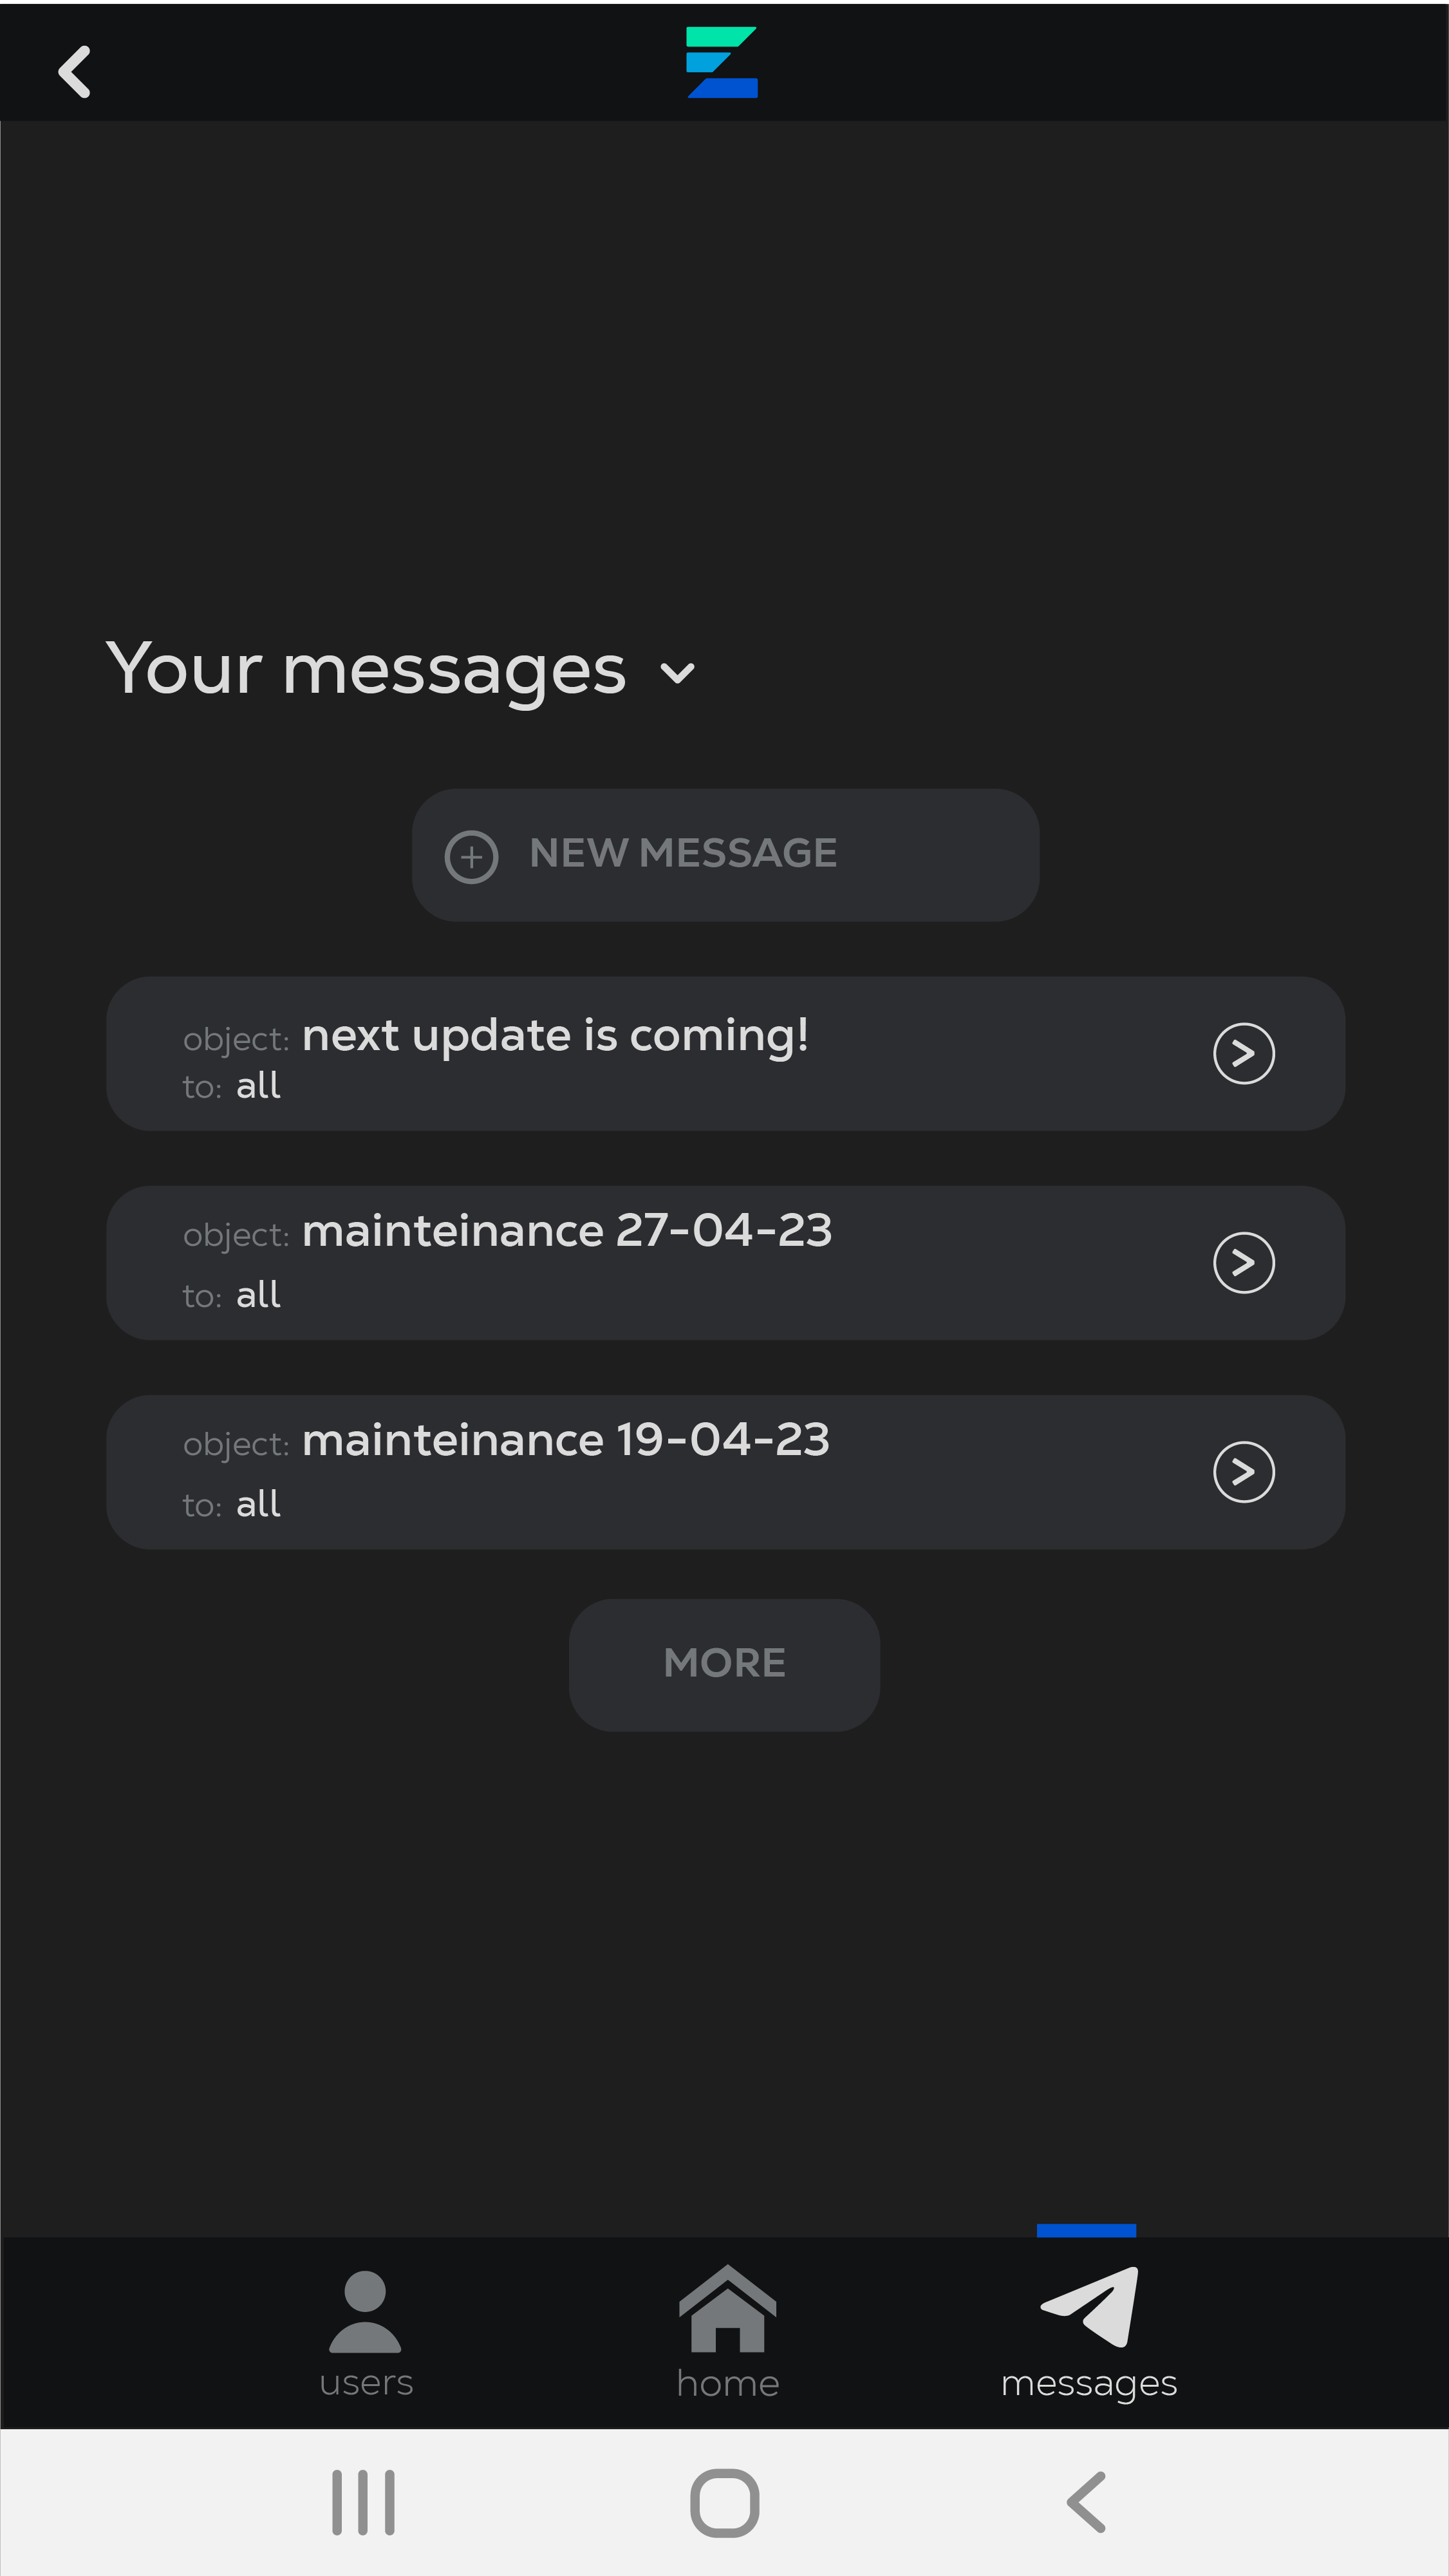 Your messages
NEW MESSAGE
object: next update is coming!
to: all
object: mainteinance 27-04-23
to: all
object: mainteinance 19-04-23
to: all
MORE
users home messages